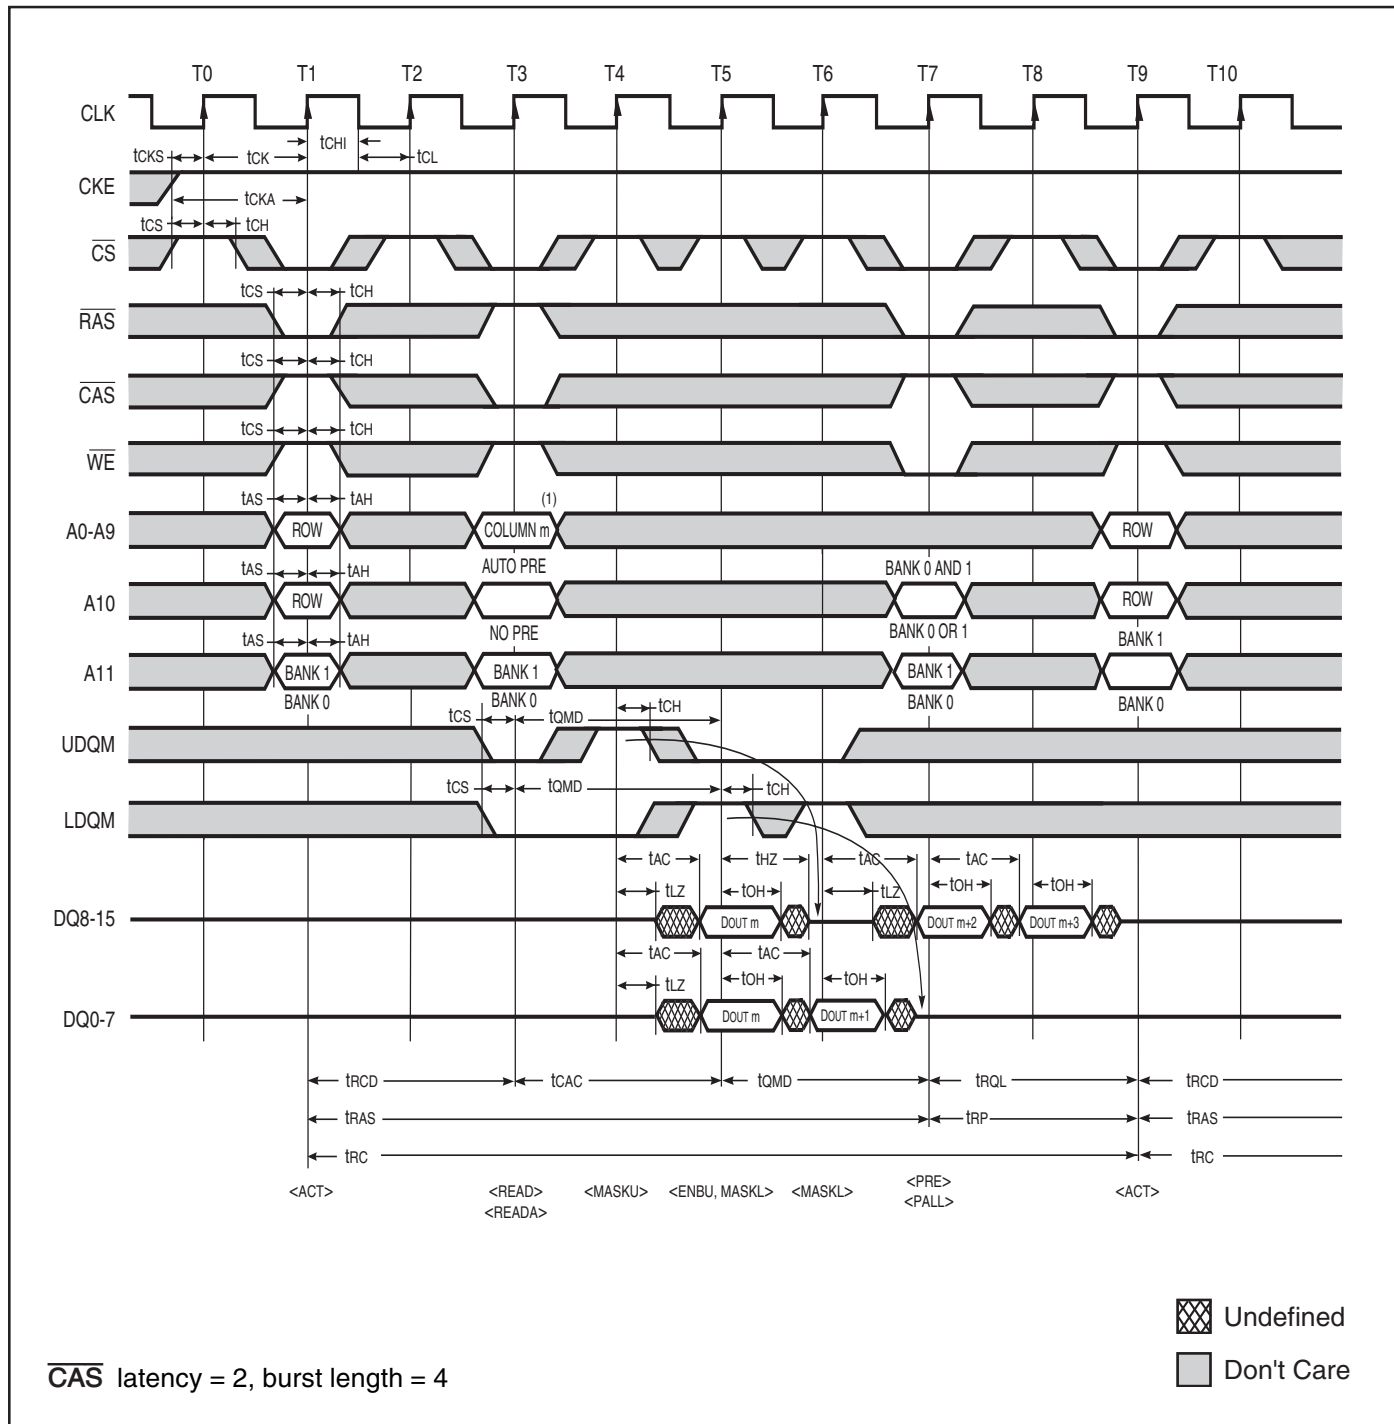 T0 T1 T2 T3 T4 T5 T6 T7 T8 T9 T10
CLK
tCHI
tCKS tCK tCL
CKE
tCKA
tCS tCH
CS
tCS tCH
RAS
tCS tCH
CAS
tCS tCH
WE
tAS tAH (1)
A0-A9 ROW COLUMN m ROW
tAS tAH AUTO PRE BANK 0 AND 1
A10 ROW ROW
NO PRE BANK 0 OR 1 BANK 1
tAS tAH
A11 BANK 1 BANK 1 BANK 1
BANK 0 BANK 0 BANK 0 BANK 0
tCS tQMD tCH
UDQM
tCS tQMD tCH
LDQM
tAC tHZ tAC tAC
tLZ tOH tLZ tOH tOH
DQ8-15 DOUT m DOUT m+2 DOUT m+3
tAC tAC
tLZ tOH tOH
DQ0-7 DOUT m DOUT m+1
tRCD tCAC tQMD tRQL tRCD
tRAS tRP tRAS
tRC tRC
<ACT> <READ> <MASKU> <ENBU, MASKL> <MASKL> <PRE> <ACT>
<READA> <PALL>
Undefined
Don't Care
CAS latency = 2, burst length = 4